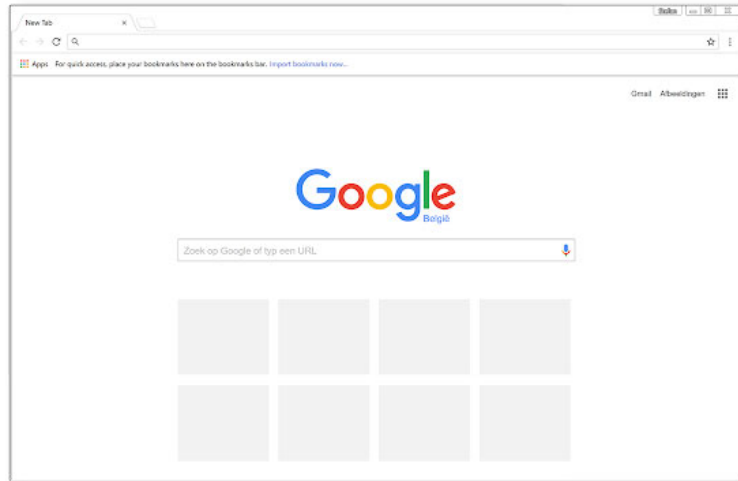 New Tab
Apps For quick access, place your bookmarks here on the bookmarks bar. Import bookmarks now...
Gmail Afbeeldingen
Google
België
Zoek op Google of typ een URL